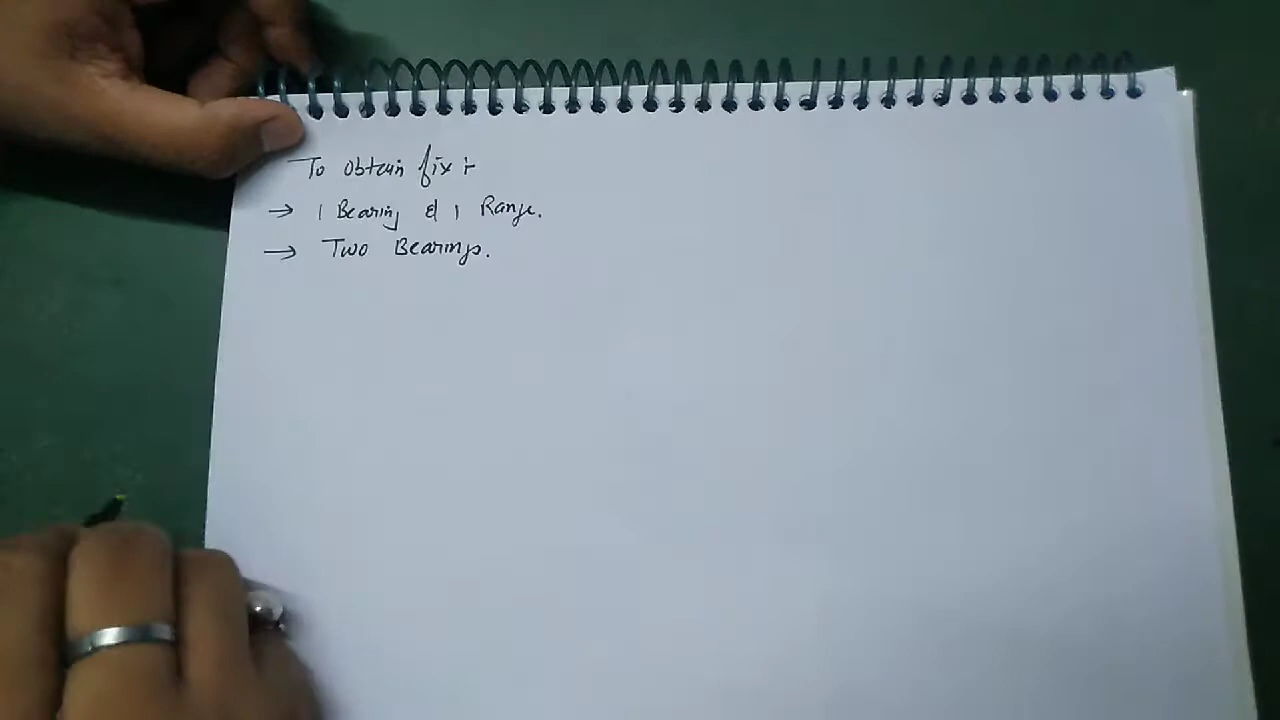 To obtain fix :-
→ 1 Bearing & 1 Range.
→ Two Bearings.